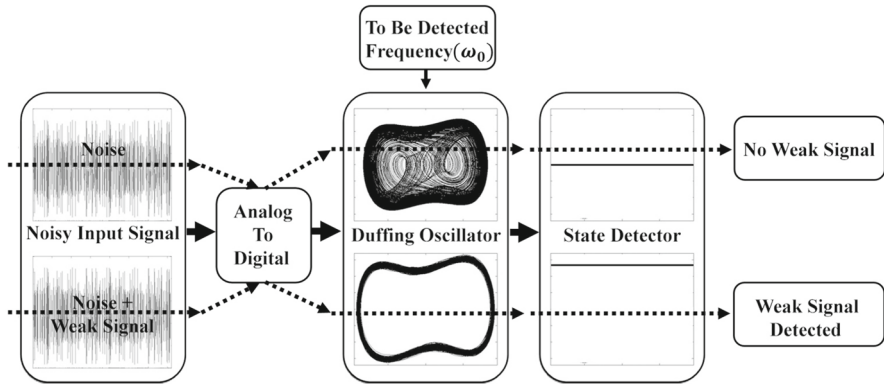 To Be Detected
Frequency(ω₀)
Noise
Noisy Input Signal
Noise +
Weak Signal
Analog
To
Digital
Duffing Oscillator
State Detector
No Weak Signal
Weak Signal
Detected